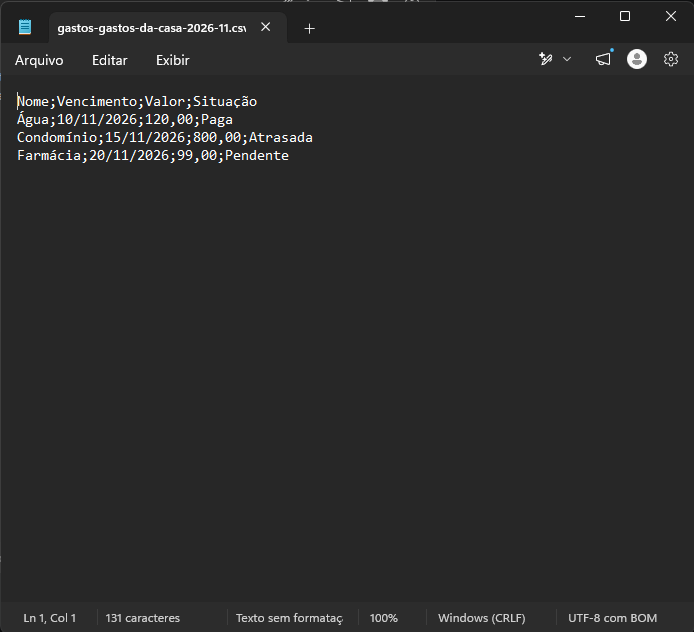 gastos-gastos-da-casa-2026-11.csv
Arquivo Editar Exibir
Nome;Vencimento;Valor;Situação
Água;10/11/2026;120,00;Paga
Condomínio;15/11/2026;800,00;Atrasada
Farmácia;20/11/2026;99,00;Pendente
Ln 1, Col 1 131 caracteres Texto sem formataç 100% Windows (CRLF) UTF-8 com BOM